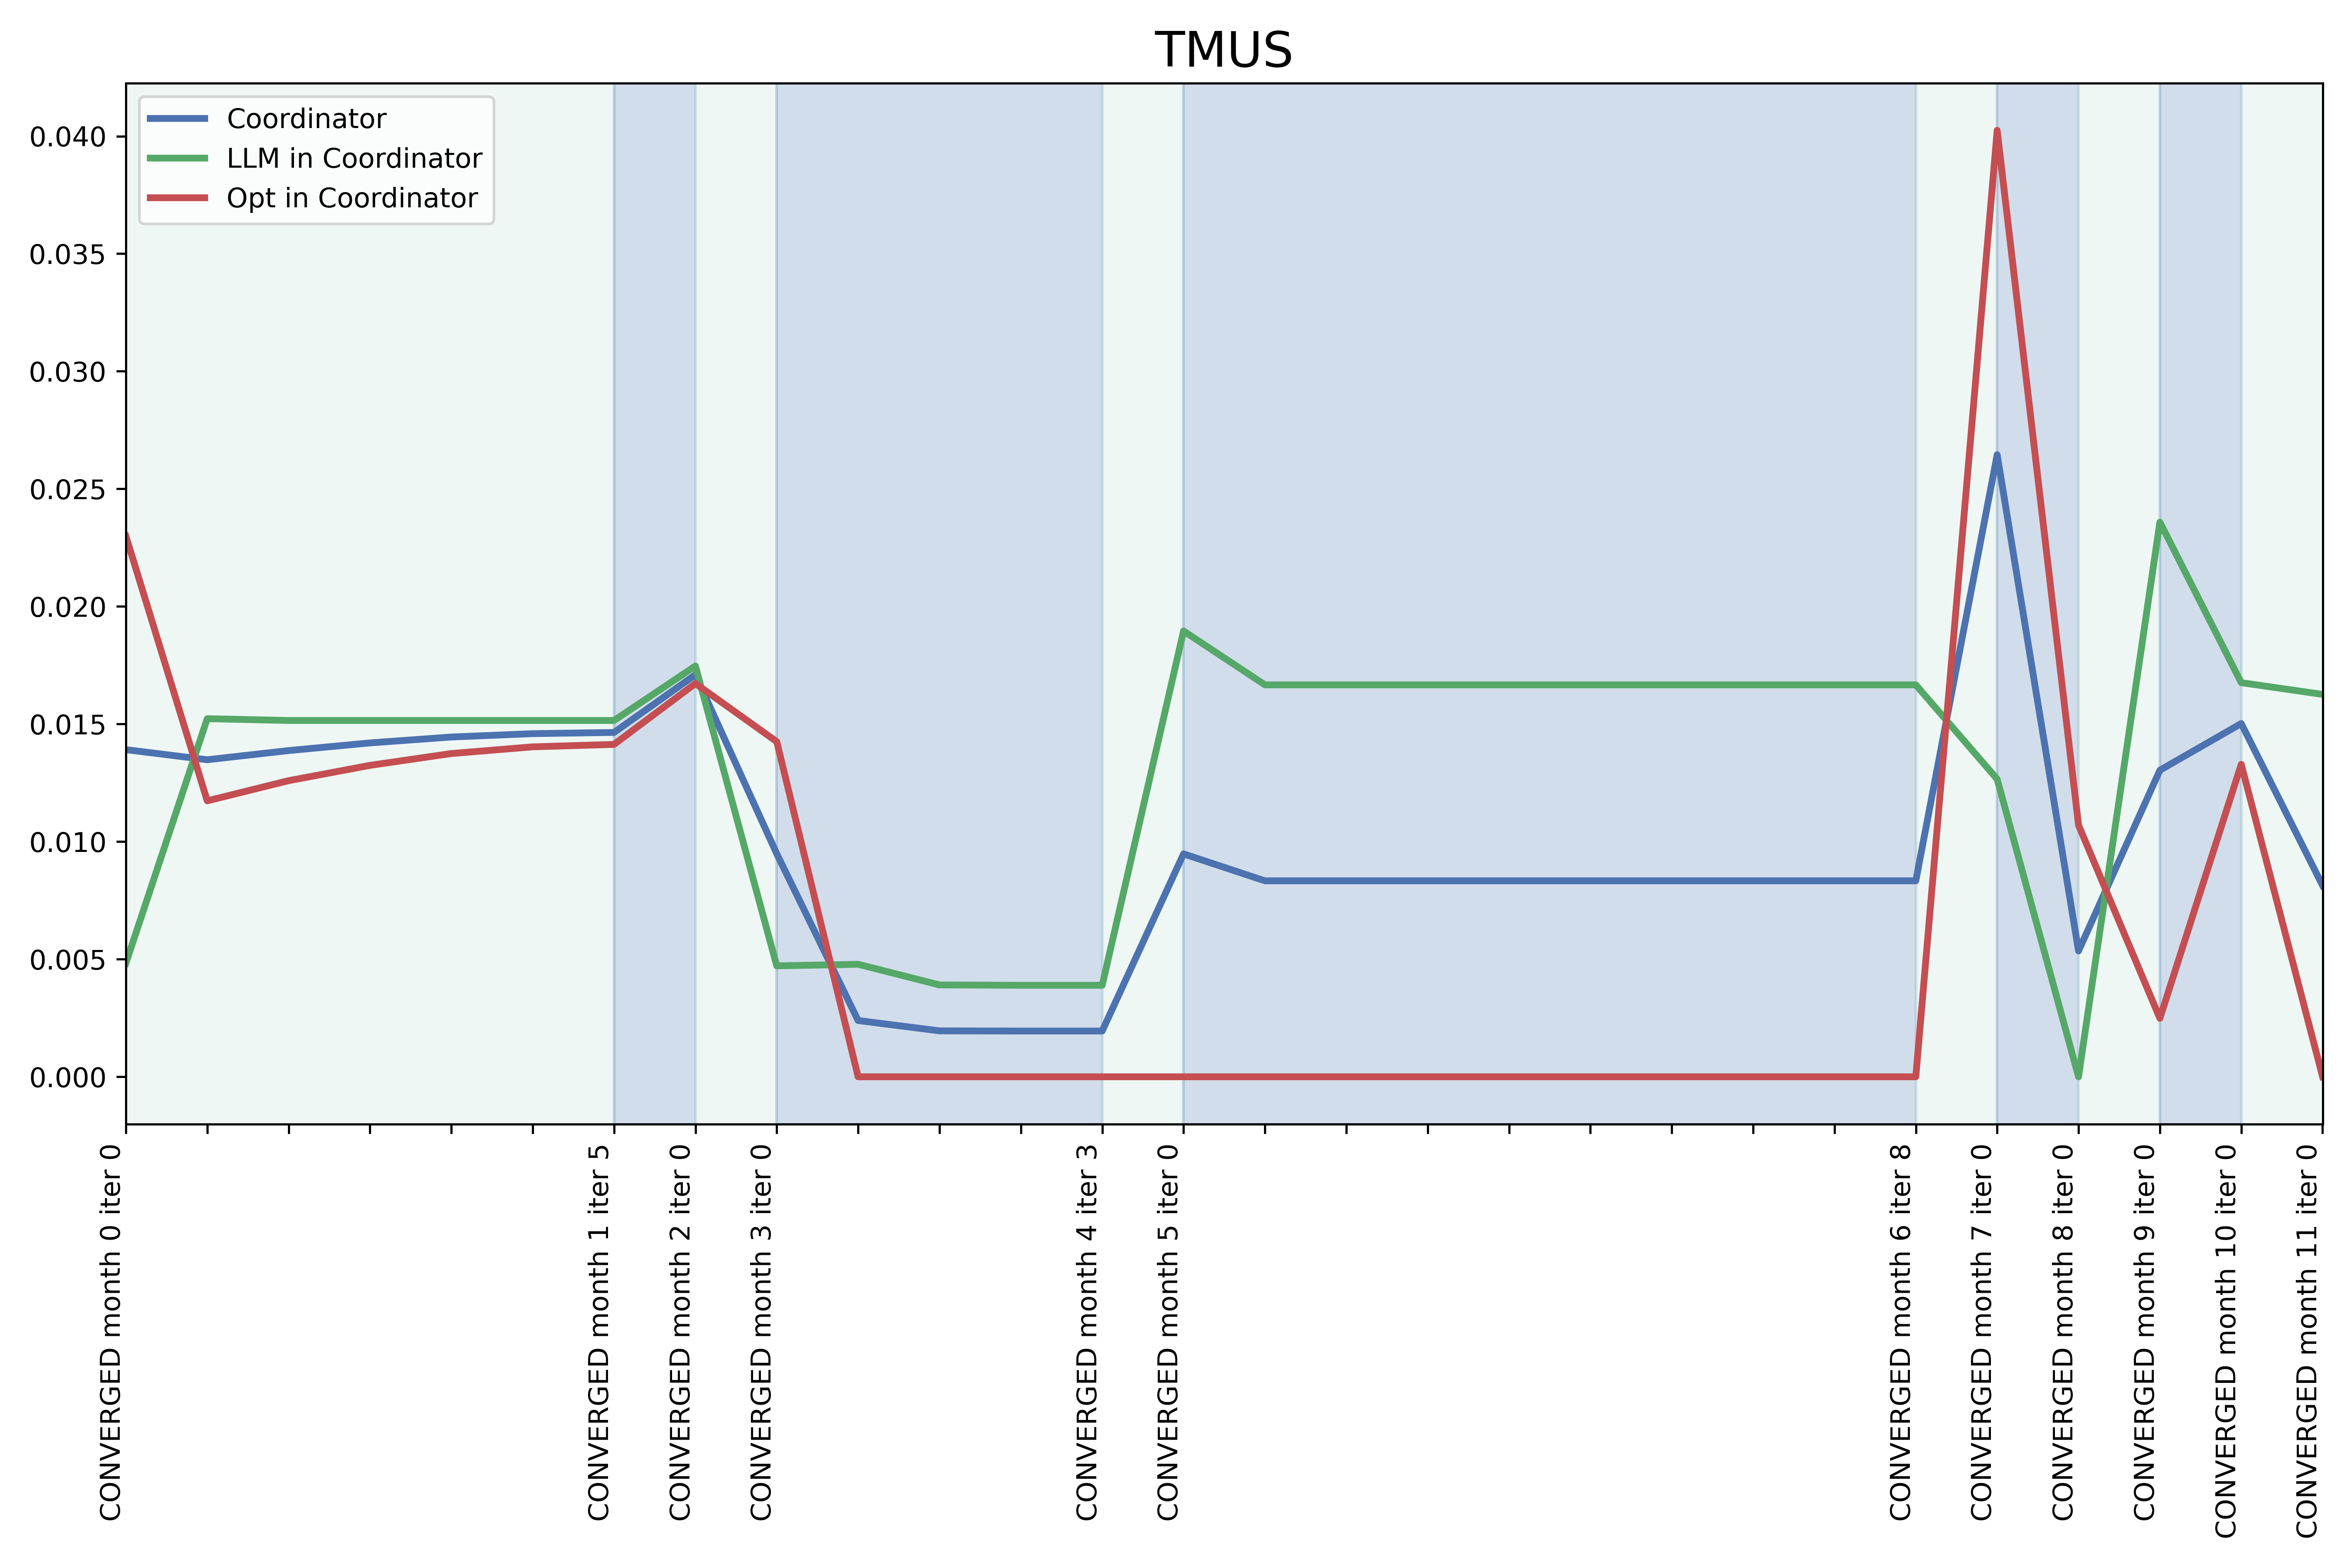 TMUS
Coordinator
LLM in Coordinator
Opt in Coordinator
0.040
0.035
0.030
0.025
0.020
0.015
0.010
0.005
0.000
CONVERGED month 0 iter 0
CONVERGED month 1 iter 5
CONVERGED month 2 iter 0
CONVERGED month 3 iter 0
CONVERGED month 4 iter 3
CONVERGED month 5 iter 0
CONVERGED month 6 iter 8
CONVERGED month 7 iter 0
CONVERGED month 8 iter 0
CONVERGED month 9 iter 0
CONVERGED month 10 iter 0
CONVERGED month 11 iter 0